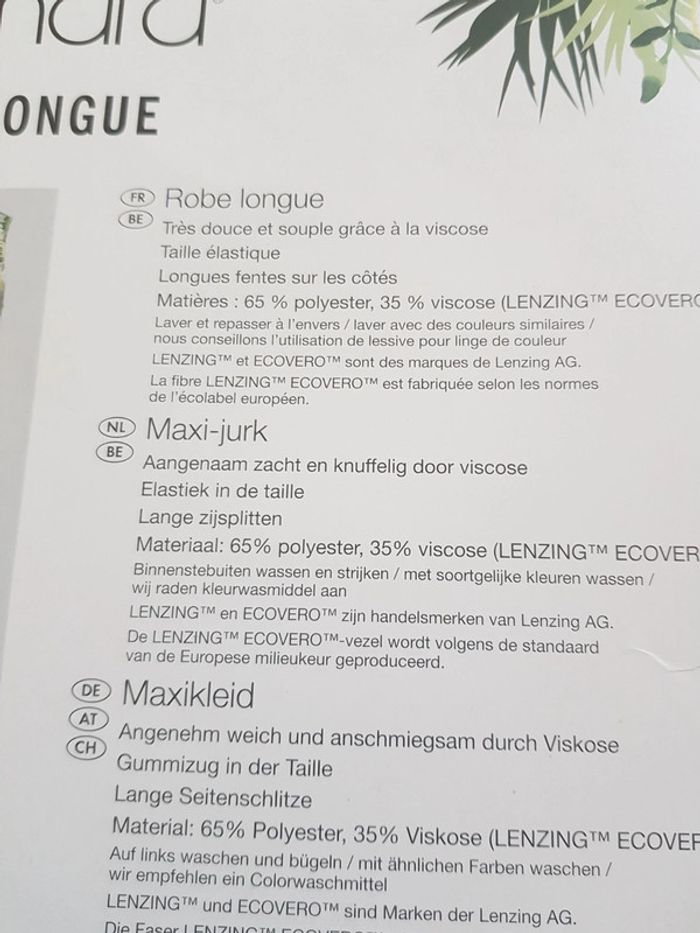 ONGUE
FR Robe longue
BE
Très douce et souple grâce à la viscose
Taille élastique
Longues fentes sur les côtés
Matières : 65 % polyester, 35 % viscose (LENZING™ ECOVERO
Laver et repasser à l'envers / laver avec des couleurs similaires /
nous conseillons l'utilisation de lessive pour linge de couleur
LENZING™ et ECOVERO™ sont des marques de Lenzing AG.
La fibre LENZING™ ECOVERO™ est fabriquée selon les normes
de l'écolabel européen.
NL Maxi-jurk
BE
Aangenaam zacht en knuffelig door viscose
Elastiek in de taille
Lange zijsplitten
Materiaal: 65% polyester, 35% viscose (LENZING™ ECOVER
Binnenstebuiten wassen en strijken / met soortgelijke kleuren wassen /
wij raden kleurwasmiddel aan
LENZING™ en ECOVERO™ zijn handelsmerken van Lenzing AG.
De LENZING™ ECOVERO™-vezel wordt volgens de standaard
van de Europese milieukeur geproduceerd.
DE Maxikleid
AT
CH
Angenehm weich und anschmiegsam durch Viskose
Gummizug in der Taille
Lange Seitenschlitze
Material: 65% Polyester, 35% Viskose (LENZING™ ECOVER
Auf links waschen und bügeln / mit ähnlichen Farben waschen /
wir empfehlen ein Colorwaschmittel
LENZING™ und ECOVERO™ sind Marken der Lenzing AG.
Die Faser LENZING™